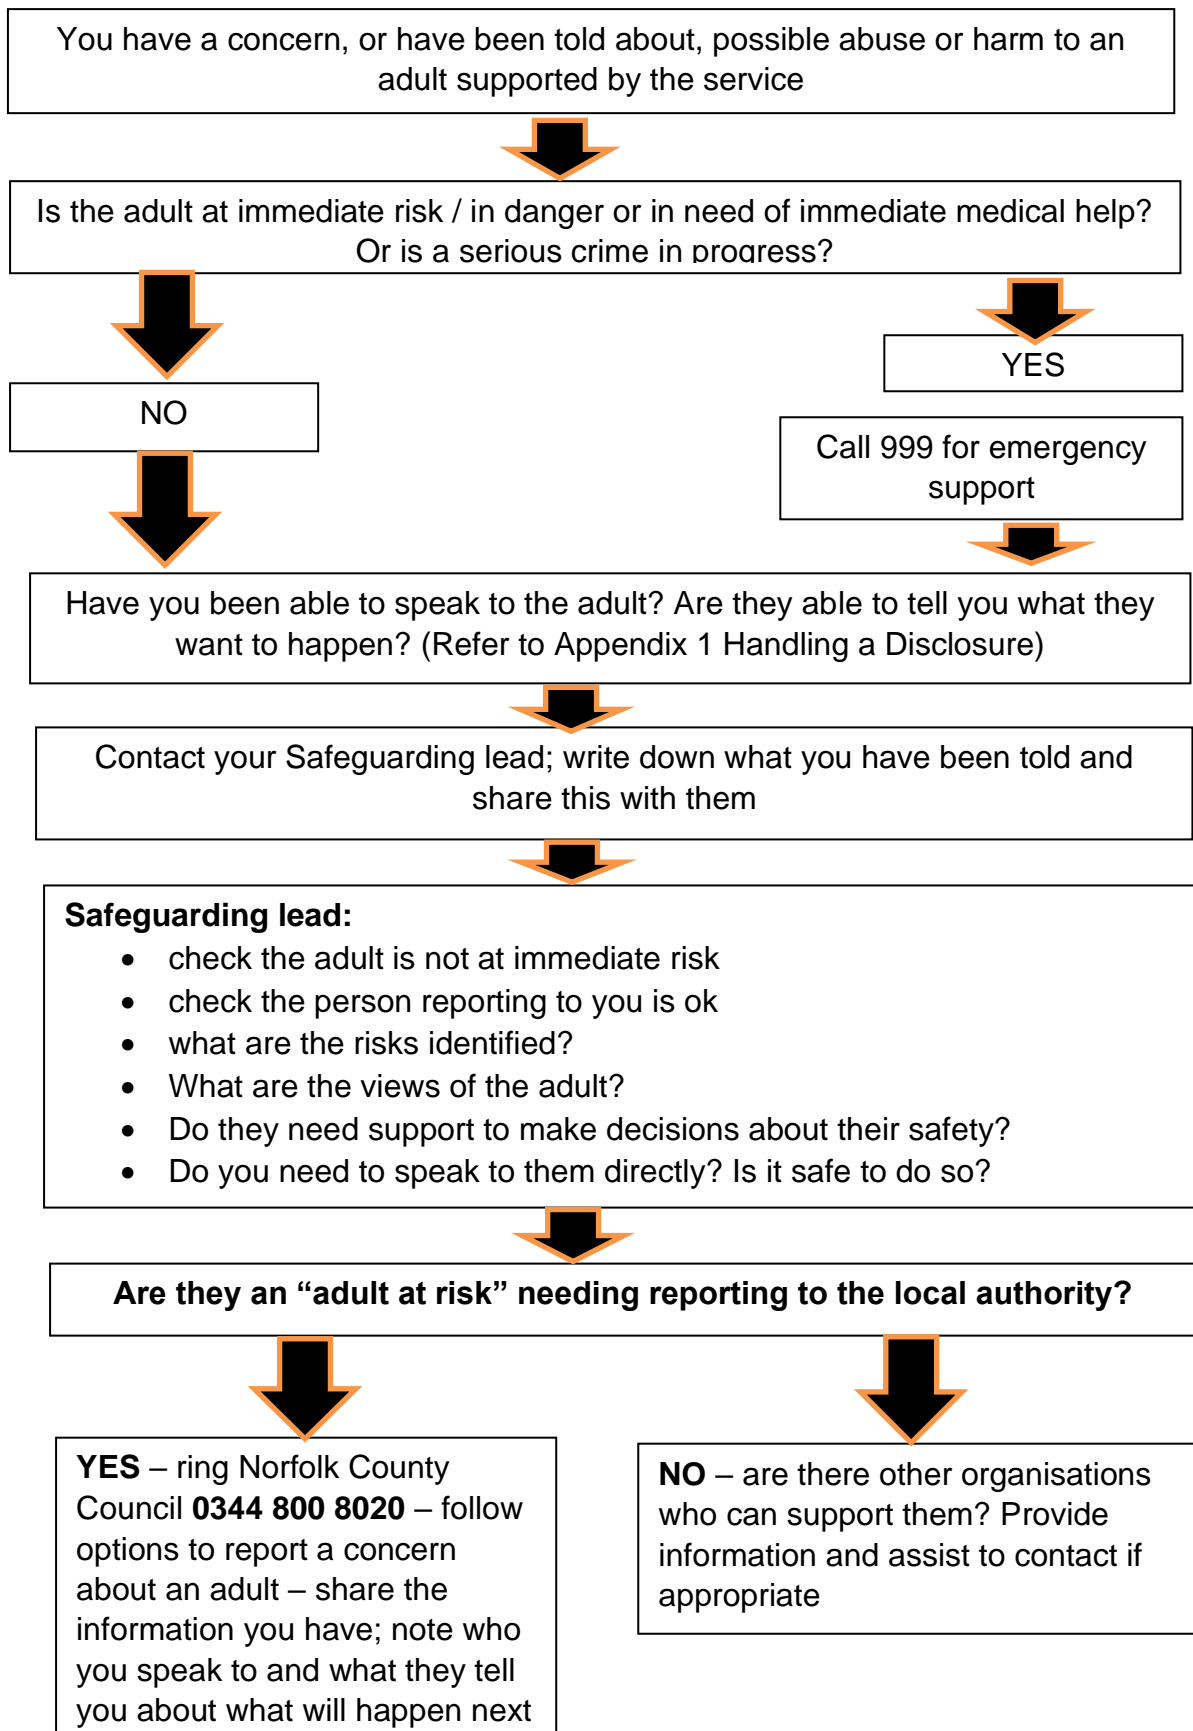 You have a concern, or have been told about, possible abuse or harm to an
adult supported by the service
Is the adult at immediate risk / in danger or in need of immediate medical help?
Or is a serious crime in progress?
NO
YES
Call 999 for emergency
support
Have you been able to speak to the adult? Are they able to tell you what they
want to happen? (Refer to Appendix 1 Handling a Disclosure)
Contact your Safeguarding lead; write down what you have been told and
share this with them
Safeguarding lead:
• check the adult is not at immediate risk
• check the person reporting to you is ok
• what are the risks identified?
• What are the views of the adult?
• Do they need support to make decisions about their safety?
• Do you need to speak to them directly? Is it safe to do so?
Are they an “adult at risk” needing reporting to the local authority?
YES – ring Norfolk County
Council 0344 800 8020 – follow
options to report a concern
about an adult – share the
information you have; note who
you speak to and what they tell
you about what will happen next
NO – are there other organisations
who can support them? Provide
information and assist to contact if
appropriate